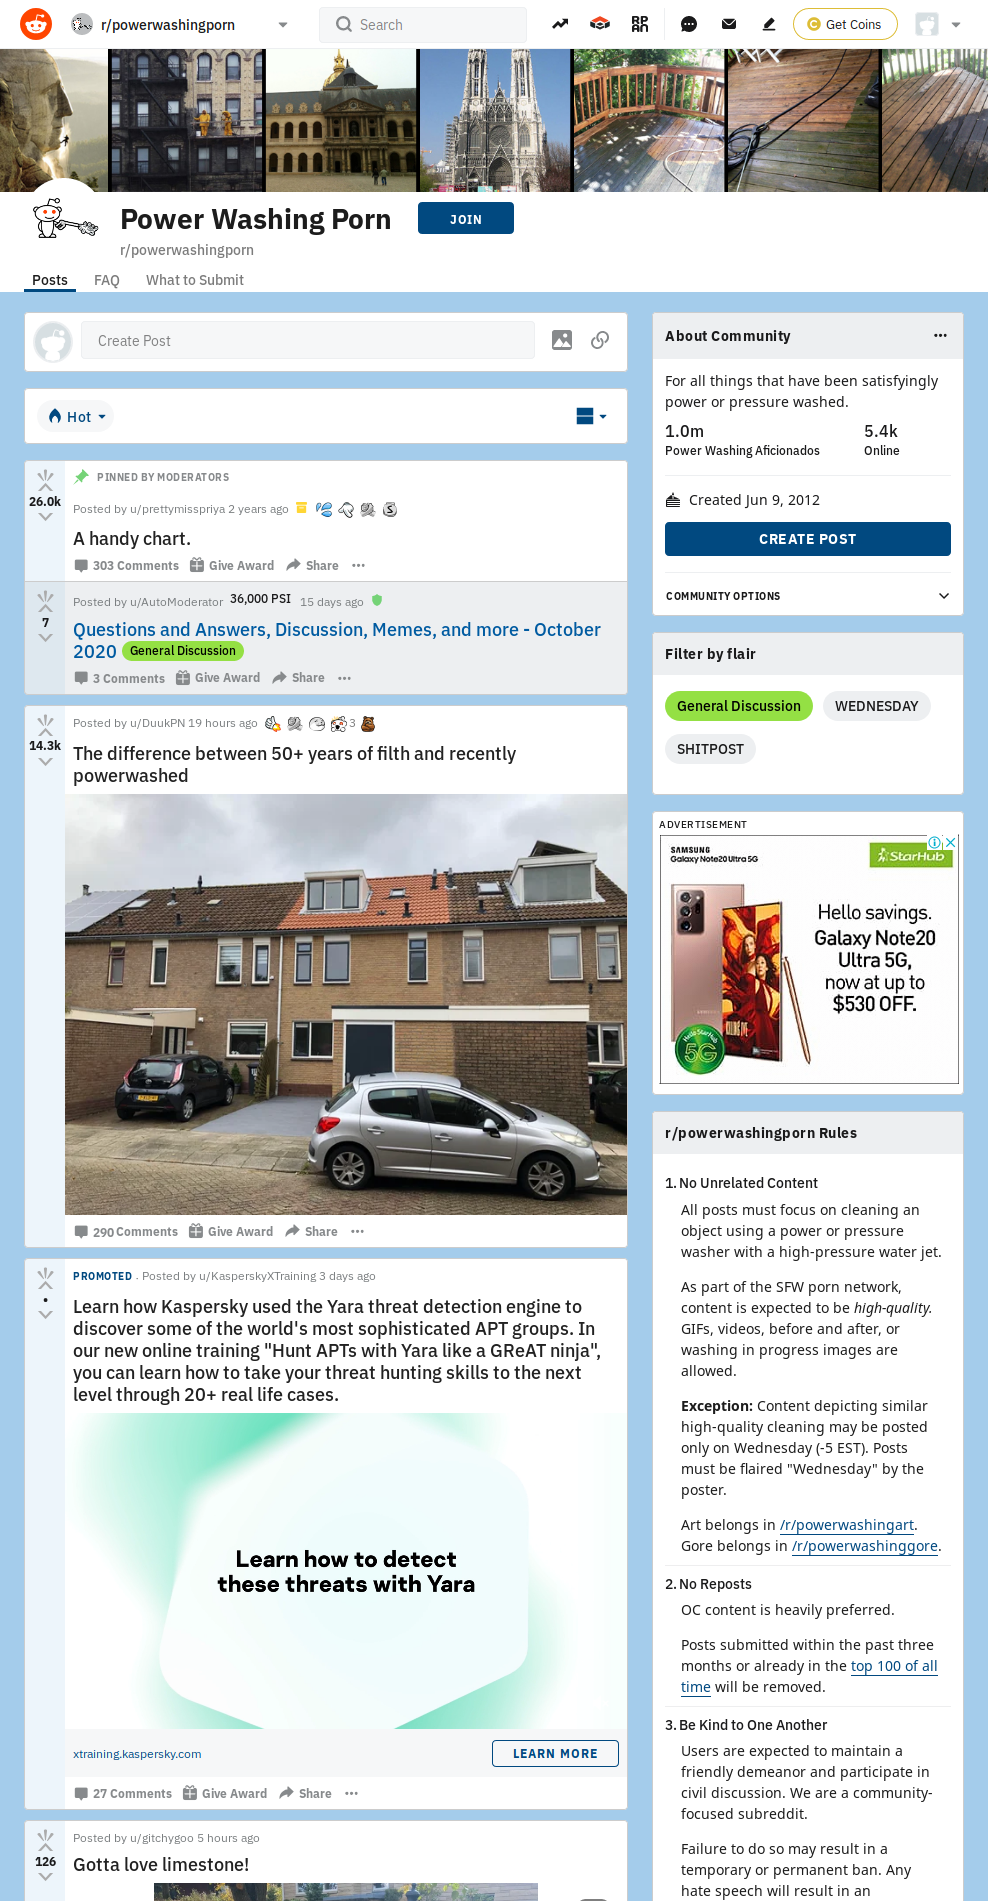 r/powerwashingporn
Search
Get Coins
Power Washing Porn
JOIN
r/powerwashingporn
Posts
FAQ
What to Submit
Create Post
Hot
26.0k
PINNED BY MODERATORS
Posted by u/prettymisspriya 2 years ago
A handy chart.
303 Comments
Give Award
Share
7
Posted by u/AutoModerator 36,000 PSI 15 days ago
Questions and Answers, Discussion, Memes, and more - October
2020 General Discussion
3 Comments
Give Award
Share
14.3k
Posted by u/DuukPN 19 hours ago
3
The difference between 50+ years of filth and recently
powerwashed
290 Comments
Give Award
Share
PROMOTED · Posted by u/KasperskyXTraining 3 days ago
Learn how Kaspersky used the Yara threat detection engine to
discover some of the world's most sophisticated APT groups. In
our new online training "Hunt APTs with Yara like a GReAT ninja",
you can learn how to take your threat hunting skills to the next
level through 20+ real life cases.
Learn how to detect
these threats with Yara
xtraining.kaspersky.com
LEARN MORE
27 Comments
Give Award
Share
126
Posted by u/gitchygoo 5 hours ago
Gotta love limestone!
About Community
For all things that have been satisfyingly
power or pressure washed.
1.0m
5.4k
Power Washing Aficionados
Online
Created Jun 9, 2012
CREATE POST
COMMUNITY OPTIONS
Filter by flair
General Discussion
WEDNESDAY
SHITPOST
ADVERTISEMENT
SAMSUNG
Galaxy Note20 Ultra 5G
StarHub
Hello savings.
Galaxy Note20
Ultra 5G,
now at up to
$530 OFF.
Hello StarHub
5G
KILLING EVE
r/powerwashingporn Rules
1. No Unrelated Content
All posts must focus on cleaning an
object using a power or pressure
washer with a high-pressure water jet.
As part of the SFW porn network,
content is expected to be high-quality.
GIFs, videos, before and after, or
washing in progress images are
allowed.
Exception: Content depicting similar
high-quality cleaning may be posted
only on Wednesday (-5 EST). Posts
must be flaired "Wednesday" by the
poster.
Art belongs in /r/powerwashingart.
Gore belongs in /r/powerwashinggore.
2. No Reposts
OC content is heavily preferred.
Posts submitted within the past three
months or already in the top 100 of all
time will be removed.
3. Be Kind to One Another
Users are expected to maintain a
friendly demeanor and participate in
civil discussion. We are a community-
focused subreddit.
Failure to do so may result in a
temporary or permanent ban. Any
hate speech will result in an